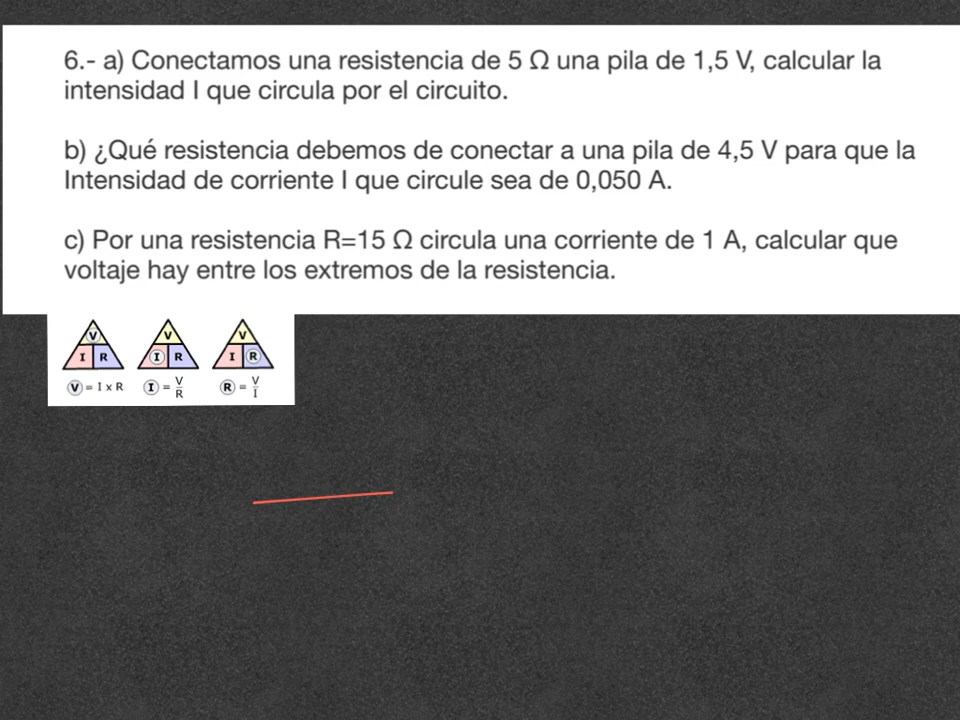 6.- a) Conectamos una resistencia de 5 Ω una pila de 1,5 V, calcular la
intensidad I que circula por el circuito.
b) ¿Qué resistencia debemos de conectar a una pila de 4,5 V para que la
Intensidad de corriente I que circule sea de 0,050 A.
c) Por una resistencia R=15 Ω circula una corriente de 1 A, calcular que
voltaje hay entre los extremos de la resistencia.
V V V
I R I R I R
V = I x R I = V/R R = V/I